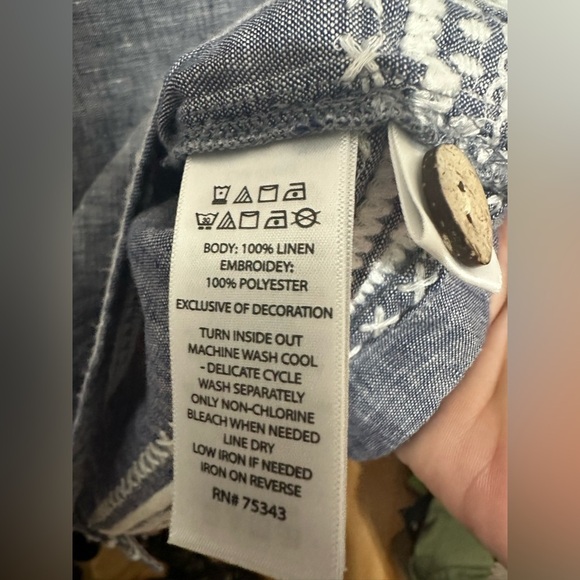 BODY: 100% LINEN
EMBROIDEY:
100% POLYESTER
EXCLUSIVE OF DECORATION
TURN INSIDE OUT
MACHINE WASH COOL
- DELICATE CYCLE
WASH SEPARATELY
ONLY NON-CHLORINE
BLEACH WHEN NEEDED
LINE DRY
LOW IRON IF NEEDED
IRON ON REVERSE
RN# 75343